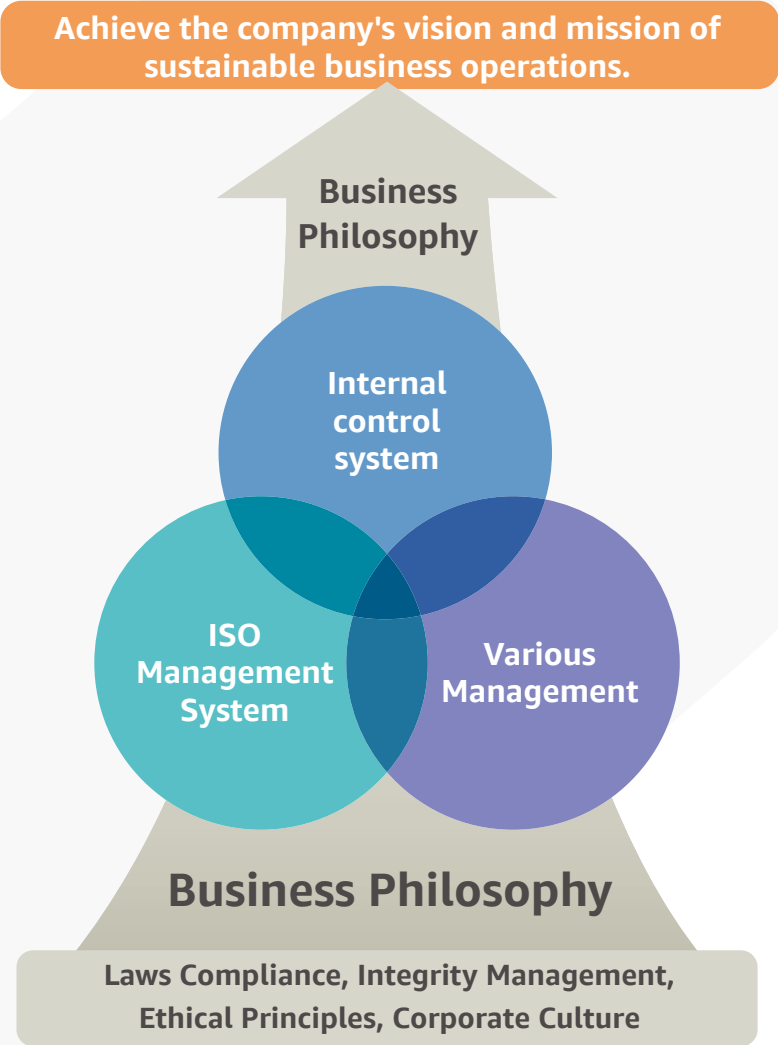 Achieve the company's vision and mission of
sustainable business operations.
Business
Philosophy
Internal
control
system
ISO
Management
System
Various
Management
Business Philosophy
Laws Compliance, Integrity Management,
Ethical Principles, Corporate Culture